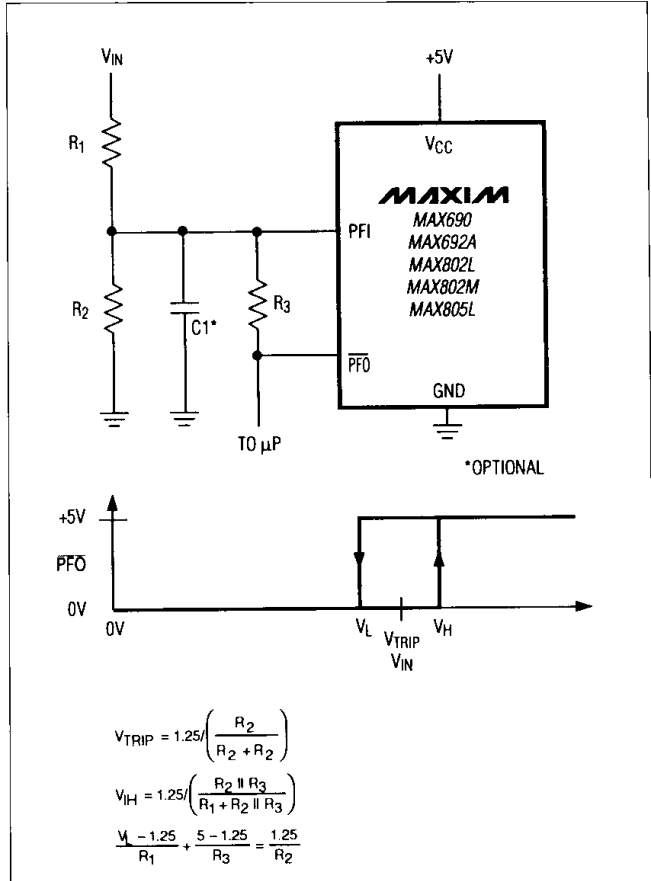 VIN
+5V
R1
VCC
MAXIM
MAX690
MAX692A
MAX802L
MAX802M
MAX805L
PFI
R2
C1*
R3
PFO
GND
TO µP
*OPTIONAL
+5V
PFO
0V
0V
VL
VTRIP
VH
VIN
VTRIP = 1.25/(R2 / (R2 + R2))
VIH = 1.25/(R2 || R3 / (R1 + R2 || R3))
VL – 1.25 / R1 + 5 – 1.25 / R3 = 1.25 / R2